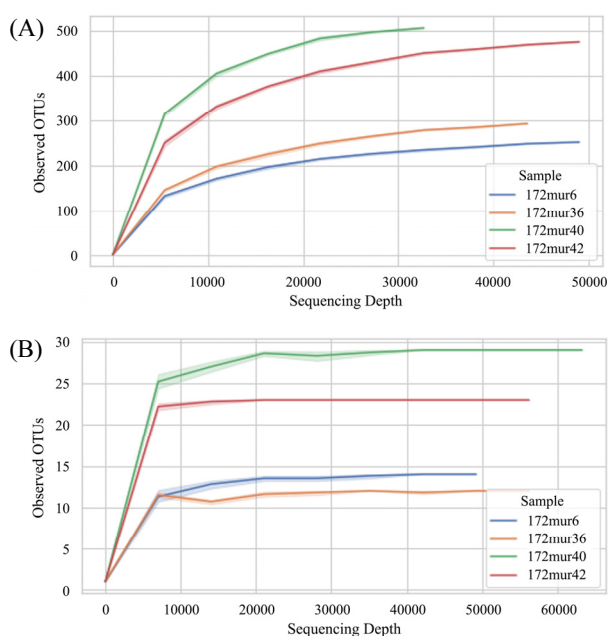 (A)
500
400
300
200
100
0
Observed OTUs
Sample
172mur6
172mur36
172mur40
172mur42
0 10000 20000 30000 40000 50000
Sequencing Depth
(B)
30
25
20
15
10
5
0
Observed OTUs
Sample
172mur6
172mur36
172mur40
172mur42
0 10000 20000 30000 40000 50000 60000
Sequencing Depth